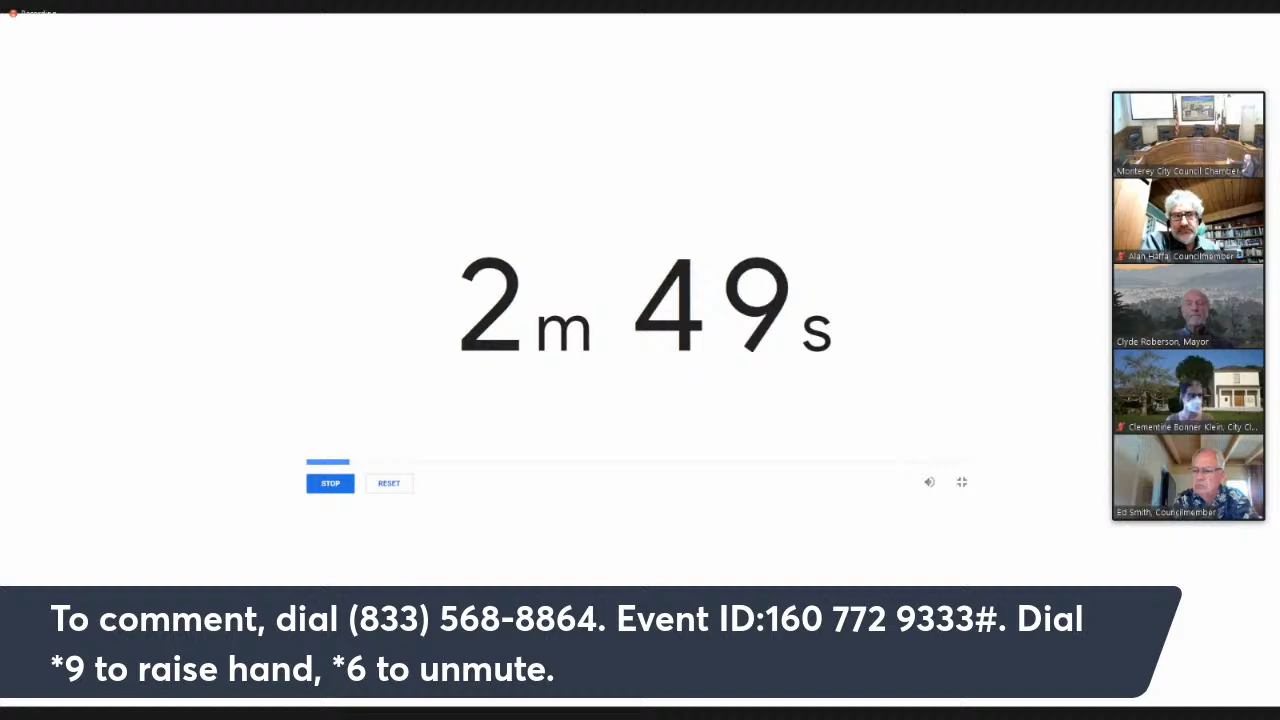 Recording
Monterey City Council Chamber
Alan Haffa, Councilmember
2m 49s
Clyde Roberson, Mayor
Clementine Bonner Klein, City Cl...
STOP
RESET
Ed Smith, Councilmember
To comment, dial (833) 568-8864. Event ID:160 772 9333#. Dial
*9 to raise hand, *6 to unmute.